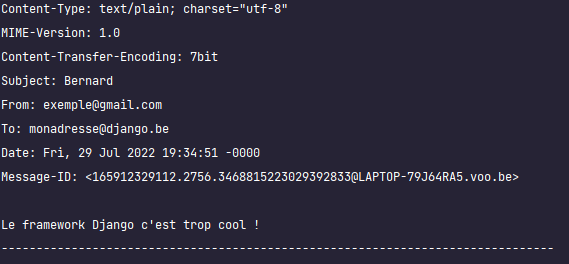 Content-Type: text/plain; charset="utf-8"
MIME-Version: 1.0
Content-Transfer-Encoding: 7bit
Subject: Bernard
From: exemple@gmail.com
To: monadresse@django.be
Date: Fri, 29 Jul 2022 19:34:51 -0000
Message-ID: <165912329112.2756.3468815223029392833@LAPTOP-79J64RA5.voo.be>

Le framework Django c'est trop cool !
-------------------------------------------------------------------------------